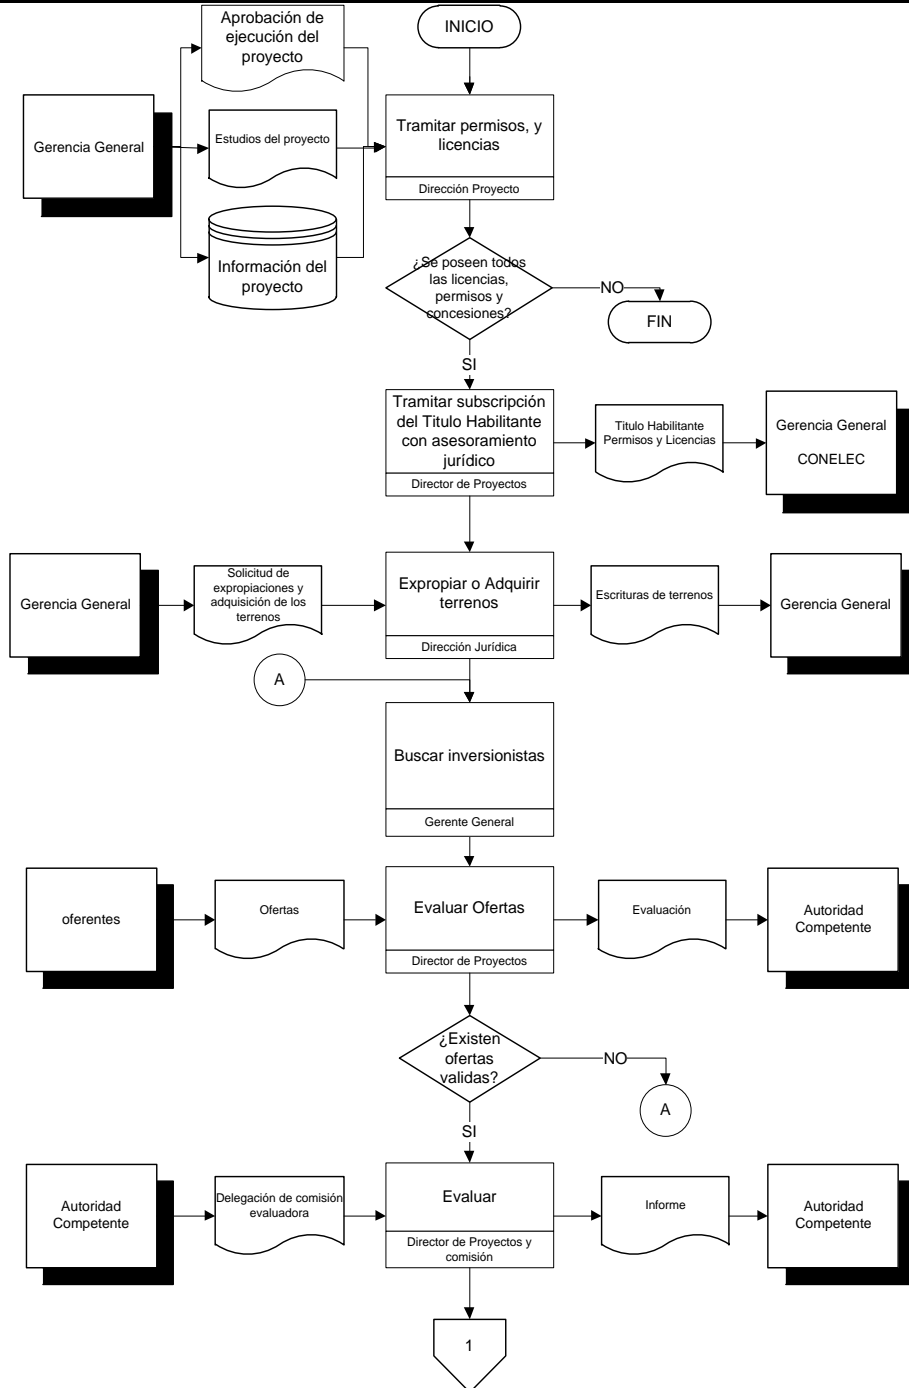 Aprobación de
ejecución del
proyecto
INICIO
Gerencia General
Estudios del proyecto
Tramitar permisos, y
licencias
Dirección Proyecto
Información del
proyecto
¿Se poseen todos
las licencias,
permisos y
concesiones?
NO
FIN
SI
Tramitar subscripción
del Titulo Habilitante
con asesoramiento
jurídico
Director de Proyectos
Titulo Habilitante
Permisos y Licencias
Gerencia General
CONELEC
Gerencia General
Solicitud de
expropiaciones y
adquisición de los
terrenos
Expropiar o Adquirir
terrenos
Dirección Jurídica
Escrituras de terrenos
Gerencia General
A
Buscar inversionistas
Gerente General
oferentes
Ofertas
Evaluar Ofertas
Director de Proyectos
Evaluación
Autoridad
Competente
¿Existen
ofertas
validas?
NO
A
SI
Autoridad
Competente
Delegación de comisión
evaluadora
Evaluar
Director de Proyectos y
comisión
Informe
Autoridad
Competente
1